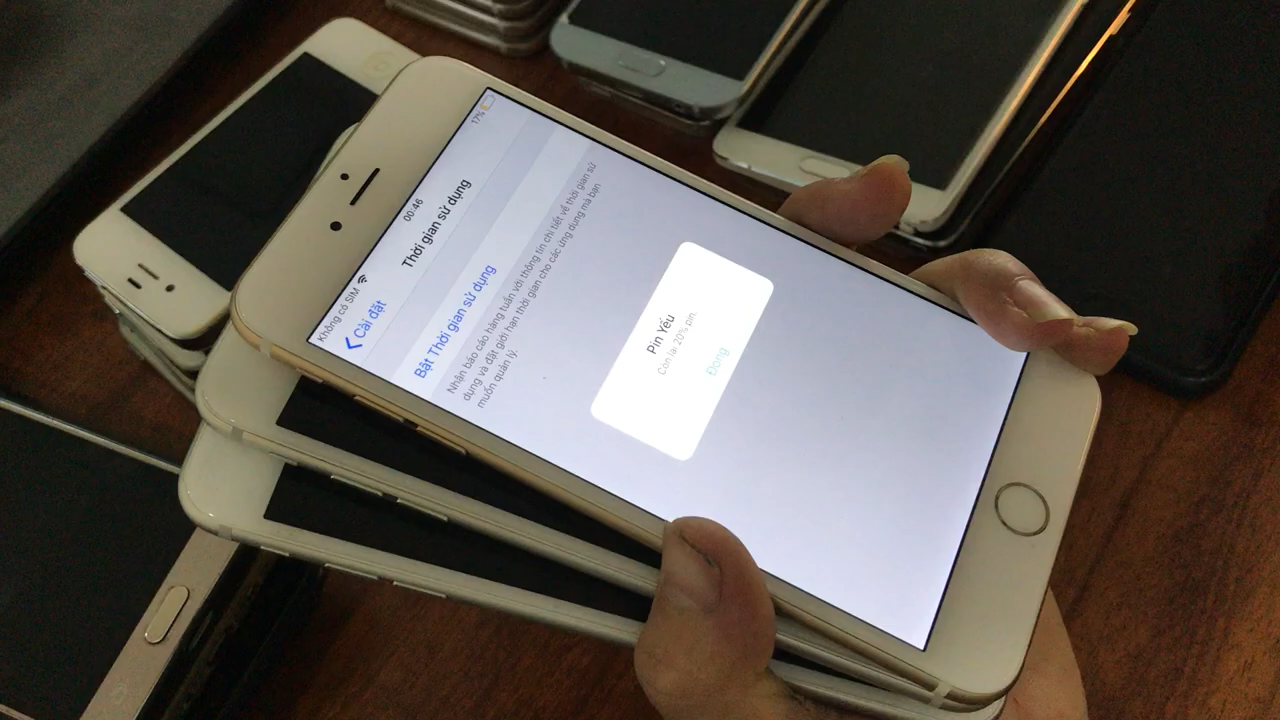 Không có SIM
00:46
17%
Cài đặt
Thời gian sử dụng
Bật Thời gian sử dụng
Nhận báo cáo hàng tuần với thông tin chi tiết về thời gian sử
dụng và đặt giới hạn thời gian cho các ứng dụng mà bạn
muốn quản lý.
Pin Yếu
Còn lại 20% pin.
Đóng